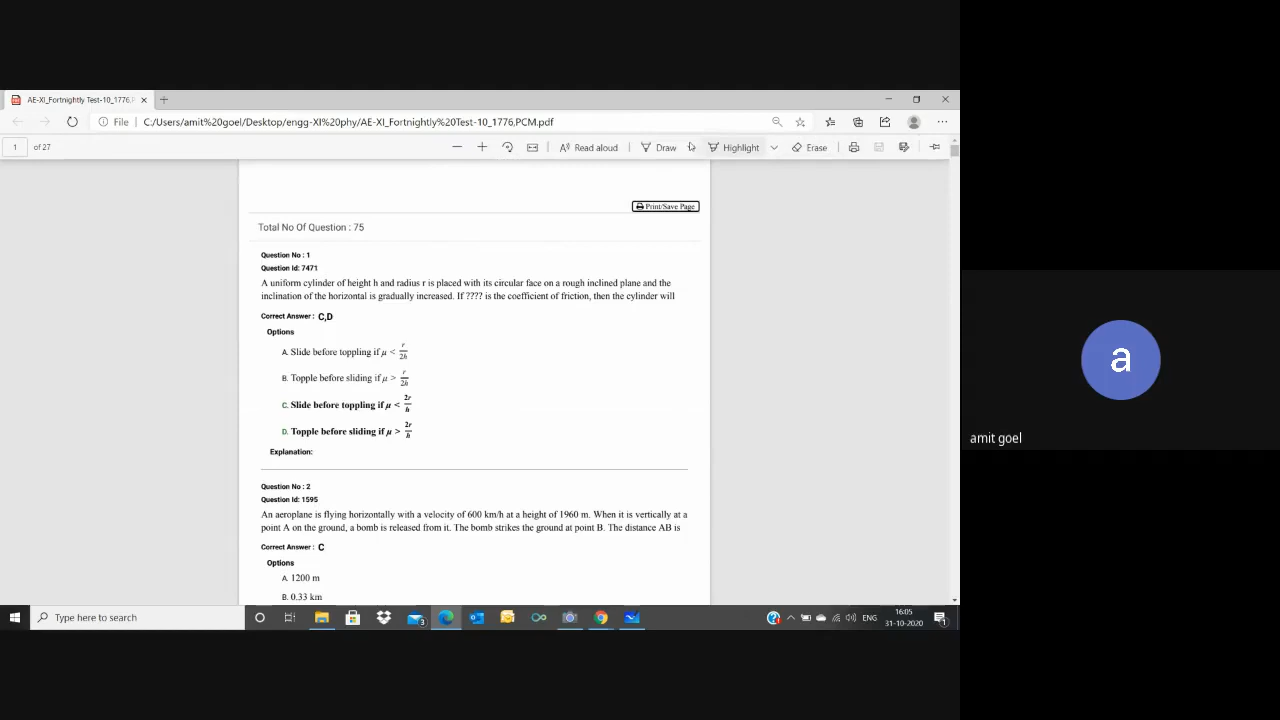 AE-XI_Fortnightly Test-10_1776.P
File C:/Users/amit%20goel/Desktop/engg-XI%20phy/AE-XI_Fortnightly%20Test-10_1776,PCM.pdf
1 of 27 Read aloud Draw Highlight Erase
Print/Save Page
Total No Of Question : 75
Question No : 1
Question Id: 7471
A uniform cylinder of height h and radius r is placed with its circular face on a rough inclined plane and the
inclination of the horizontal is gradually increased. If ???? is the coefficient of friction, then the cylinder will
Correct Answer : C,D
Options
A. Slide before toppling if μ < r/2h
B. Topple before sliding if μ > r/2h
C. Slide before toppling if μ < 2r/h
D. Topple before sliding if μ > 2r/h
Explanation:
Question No : 2
Question Id: 1595
An aeroplane is flying horizontally with a velocity of 600 km/h at a height of 1960 m. When it is vertically at a
point A on the ground, a bomb is released from it. The bomb strikes the ground at point B. The distance AB is
Correct Answer : C
Options
A. 1200 m
B. 0.33 km
Type here to search
3
ENG
16:05
31-10-2020
1
a
amit goel